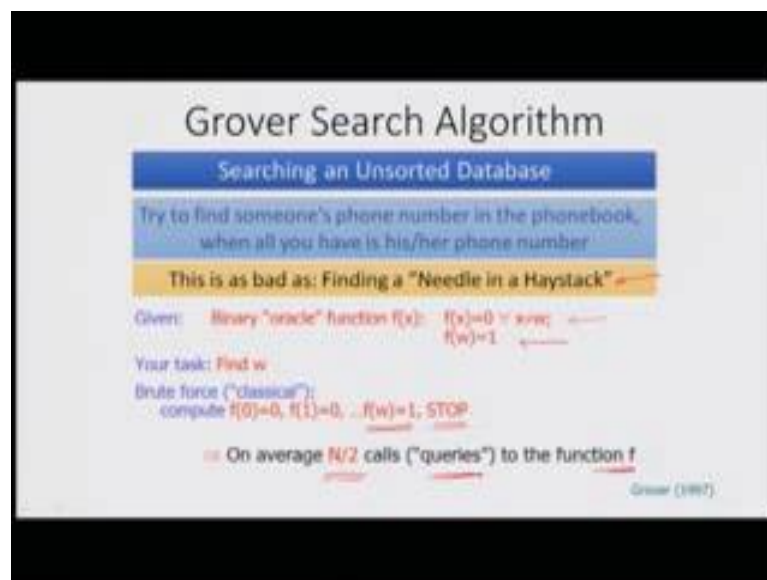 Grover Search Algorithm
Searching an Unsorted Database
Try to find someone's phone number in the phonebook,
when all you have is his/her phone number
This is as bad as: Finding a "Needle in a Haystack"
Given: Binary "oracle" function f(x): f(x)=0 ∀ x≠w;
f(w)=1
Your task: Find w
Brute force ("classical"):
compute f(0)=0, f(1)=0, ...f(w)=1, STOP
⇒ On average N/2 calls ("queries") to the function f
Grover (1997)